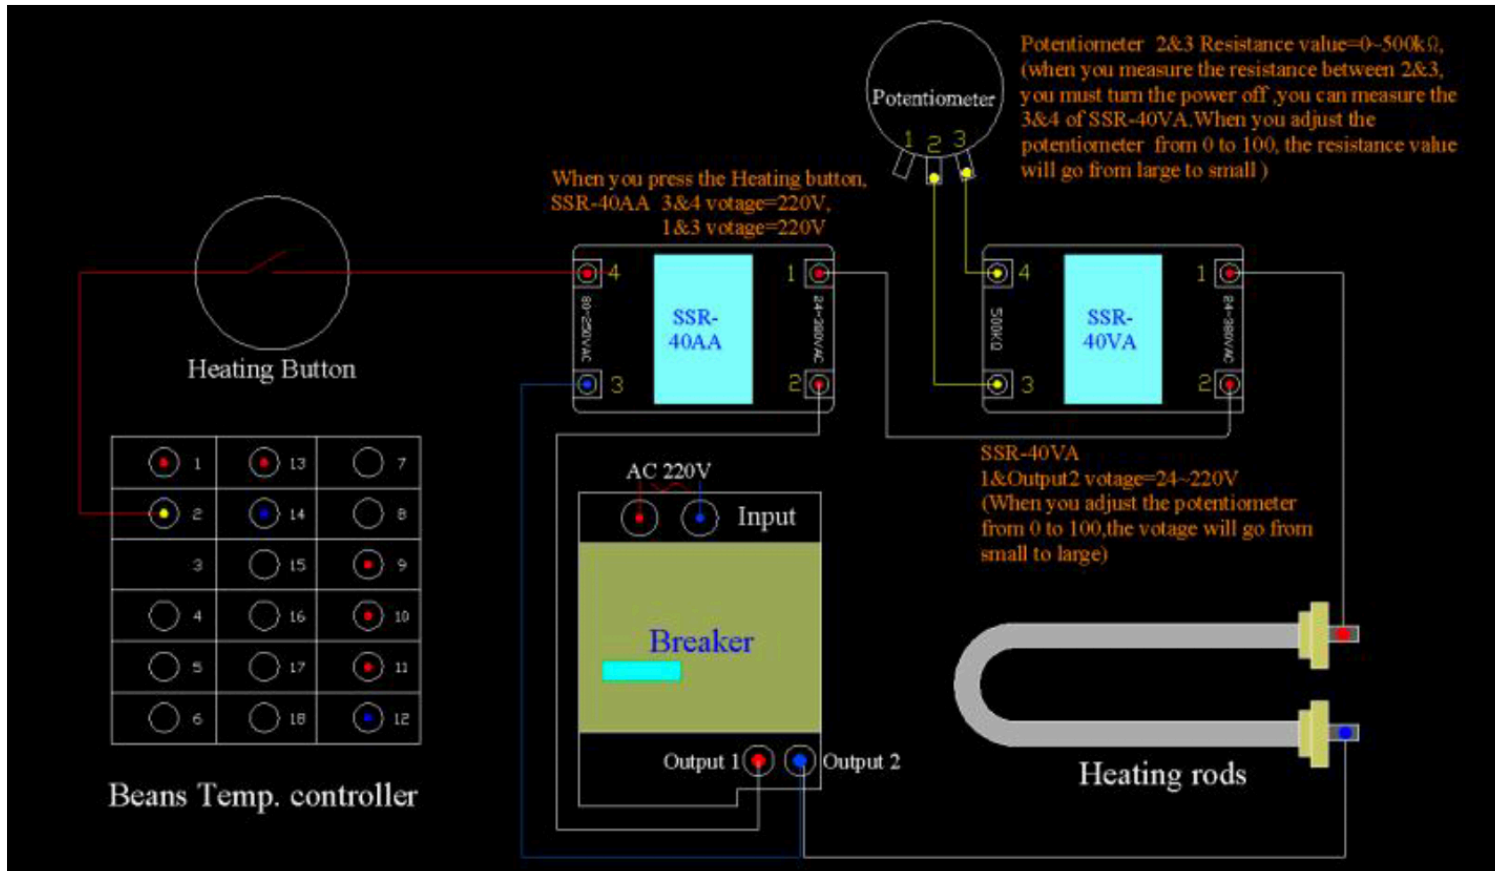 Potentiometer 2&3 Resistance value=0~500kΩ,
(when you measure the resistance between 2&3,
you must turn the power off ,you can measure the
3&4 of SSR-40VA.When you adjust the
potentiometer from 0 to 100, the resistance value
will go from large to small )
Potentiometer
1 2 3
When you press the Heating button,
SSR-40AA 3&4 votage=220V,
1&3 votage=220V
Heating Button
4
3
80~250VAC
SSR-
40AA
1
2
24~380VAC
4
3
500KΩ
SSR-
40VA
1
2
24~380VAC
SSR-40VA
1&Output2 votage=24~220V
(When you adjust the potentiometer
from 0 to 100,the votage will go from
small to large)
AC 220V
Input
Breaker
Output 1
Output 2
1 13 7
2 14 8
3 15 9
4 16 10
5 17 11
6 18 12
Beans Temp. controller
Heating rods